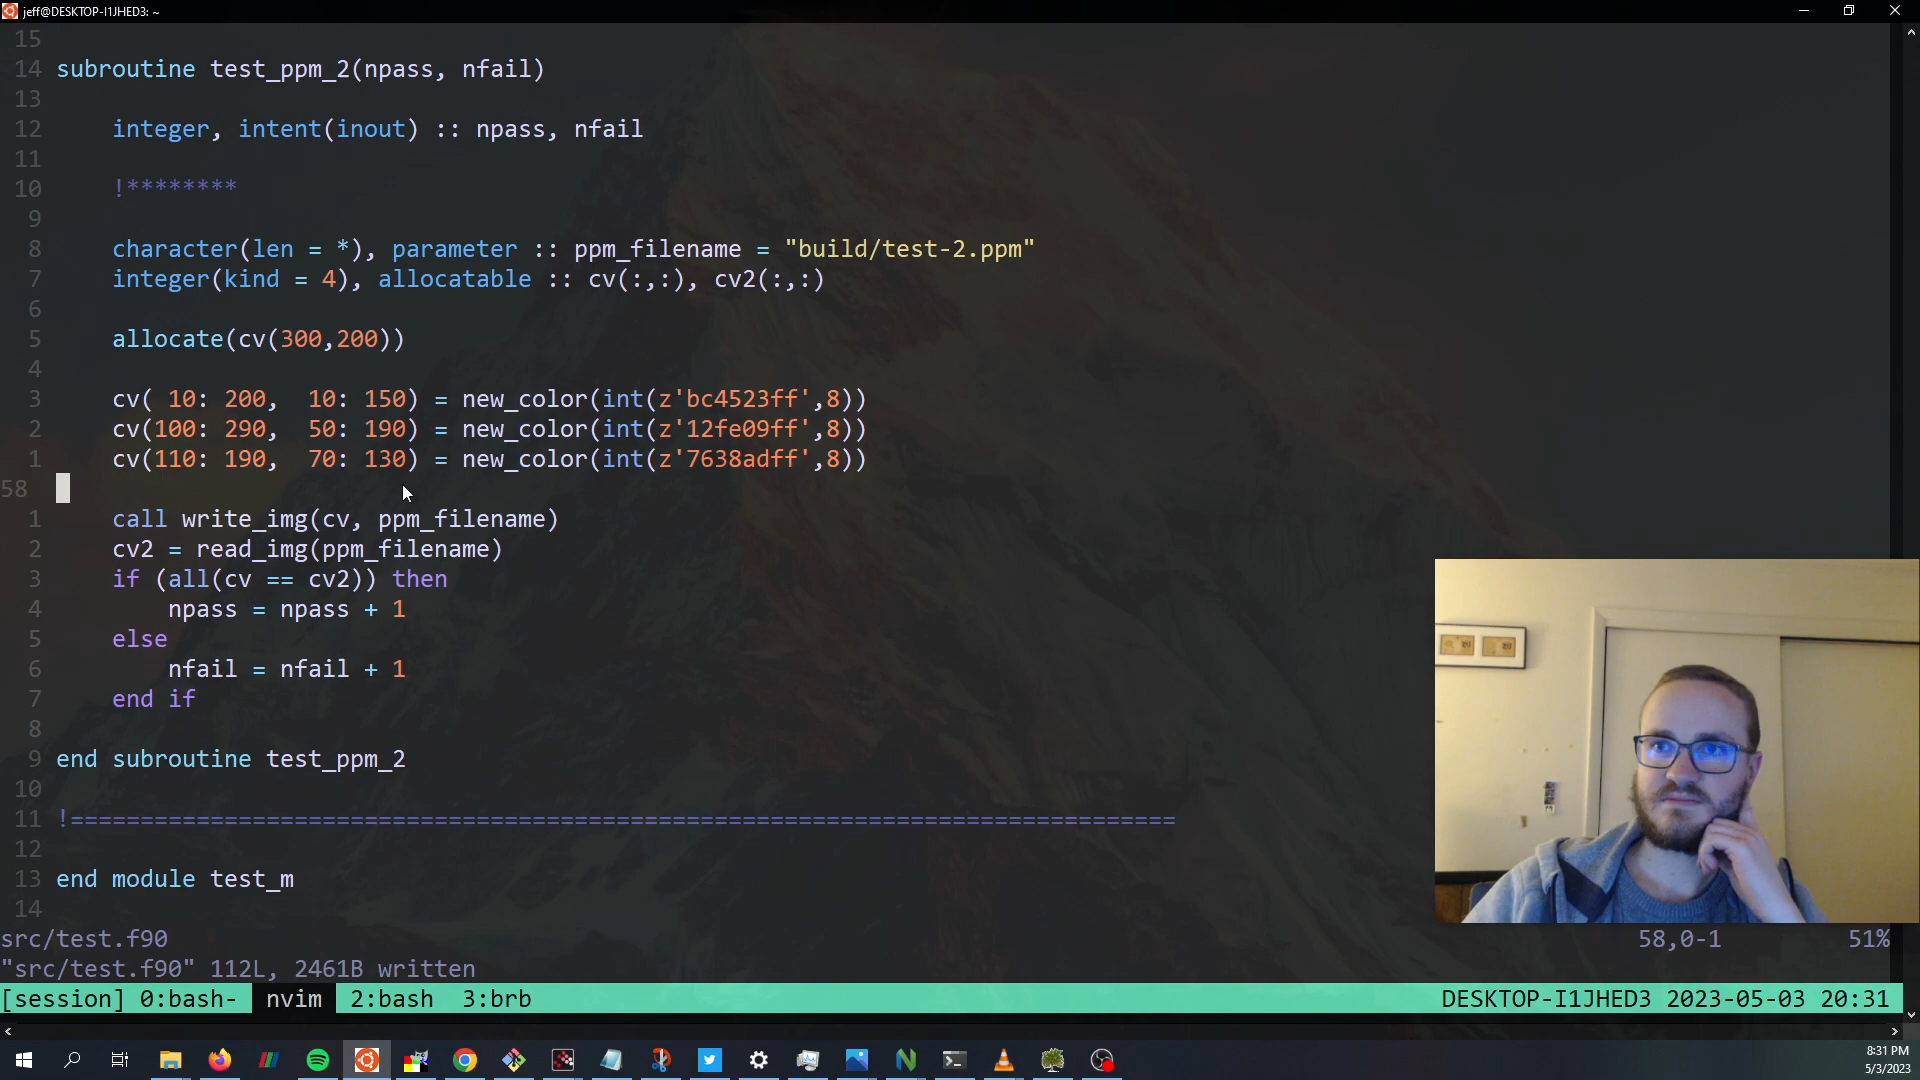 jeff@DESKTOP-I1JHED3: ~
15
14 subroutine test_ppm_2(npass, nfail)
13
12 integer, intent(inout) :: npass, nfail
11
10 !********
9
8 character(len = *), parameter :: ppm_filename = "build/test-2.ppm"
7 integer(kind = 4), allocatable :: cv(:,:), cv2(:,:)
6
5 allocate(cv(300,200))
4
3 cv( 10: 200,  10: 150) = new_color(int(z'bc4523ff',8))
2 cv(100: 290,  50: 190) = new_color(int(z'12fe09ff',8))
1 cv(110: 190,  70: 130) = new_color(int(z'7638adff',8))
58
1 call write_img(cv, ppm_filename)
2 cv2 = read_img(ppm_filename)
3 if (all(cv == cv2)) then
4 npass = npass + 1
5 else
6 nfail = nfail + 1
7 end if
8
9 end subroutine test_ppm_2
10
11 !===============================================================================
12
13 end module test_m
14
src/test.f90 58,0-1 51%
"src/test.f90" 112L, 2461B written
[session] 0:bash- nvim 2:bash 3:brb DESKTOP-I1JHED3 2023-05-03 20:31
8:31 PM
5/3/2023